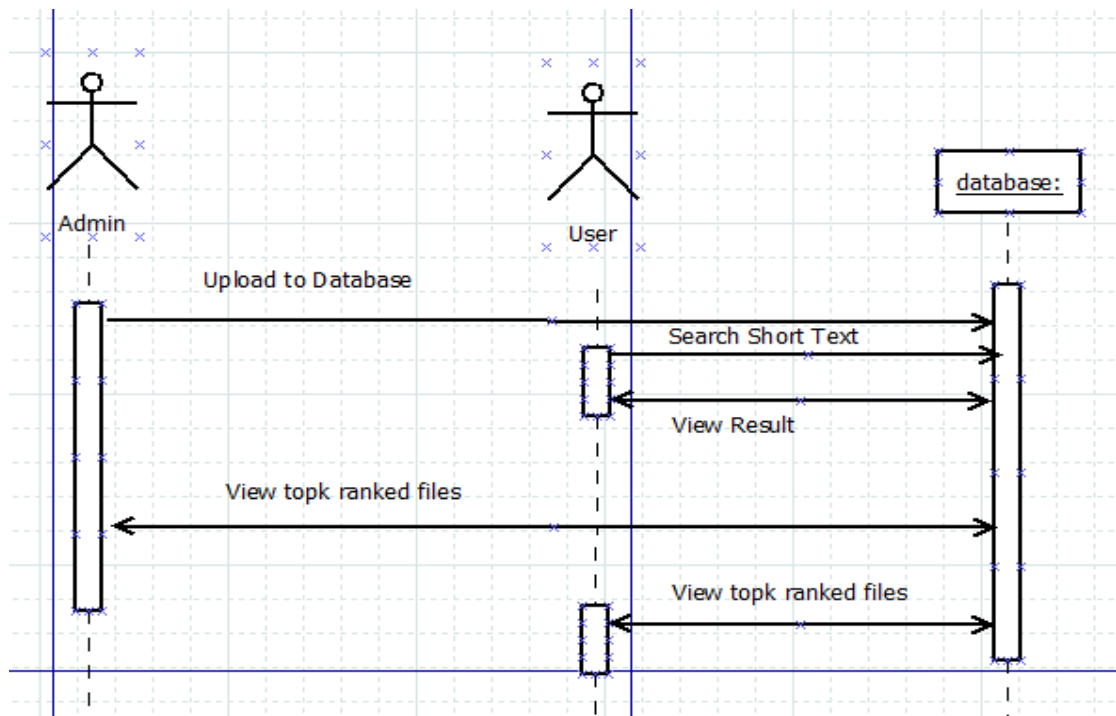 Admin
User
database:
Upload to Database
Search Short Text
View Result
View topk ranked files
View topk ranked files